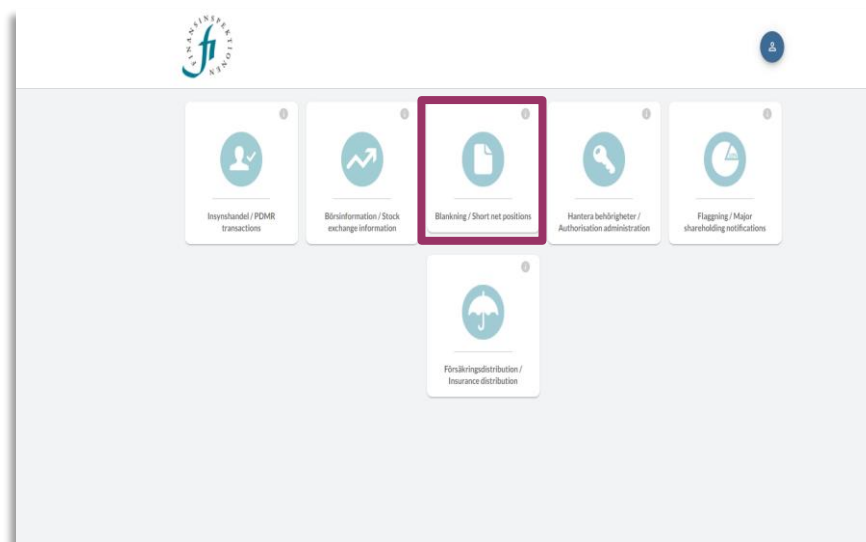 FINANSINSPEKTIONEN
fi
Insynshandel / PDMR
transactions
Börsinformation / Stock
exchange information
Blankning / Short net positions
Hantera behörigheter /
Authorisation administration
Flaggning / Major
shareholding notifications
Försäkringsdistribution /
Insurance distribution